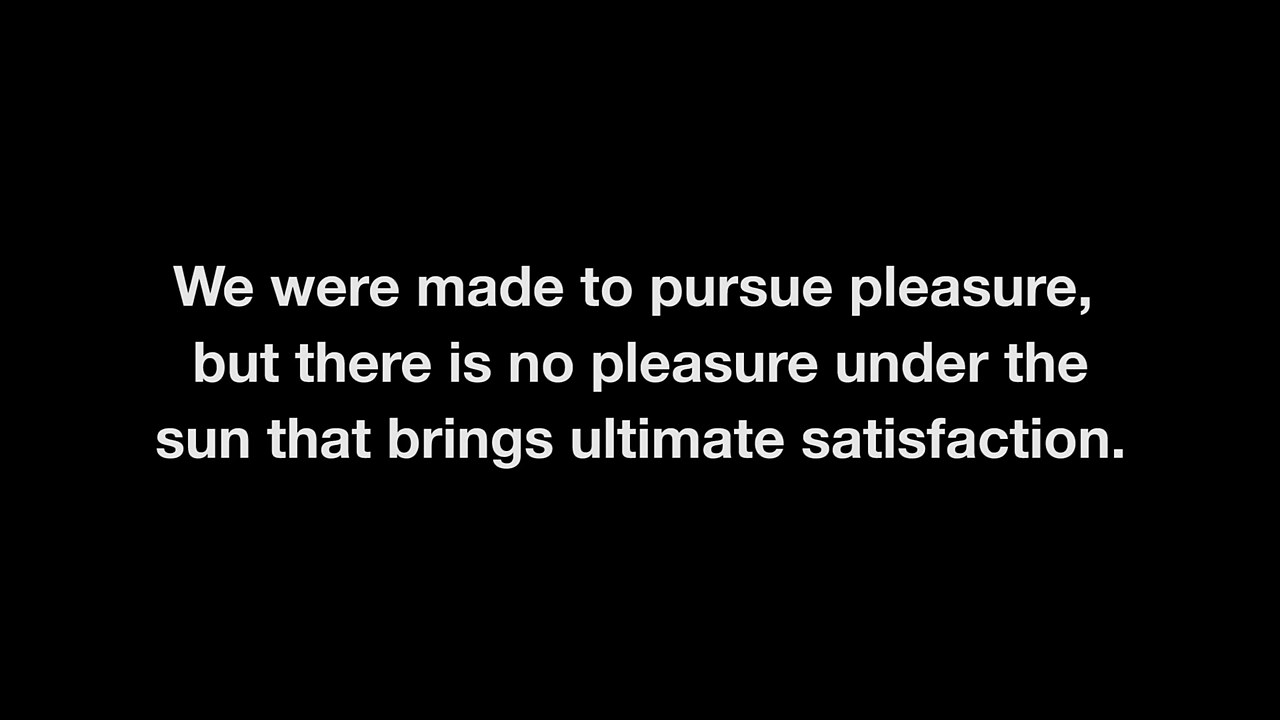 We were made to pursue pleasure,
but there is no pleasure under the
sun that brings ultimate satisfaction.